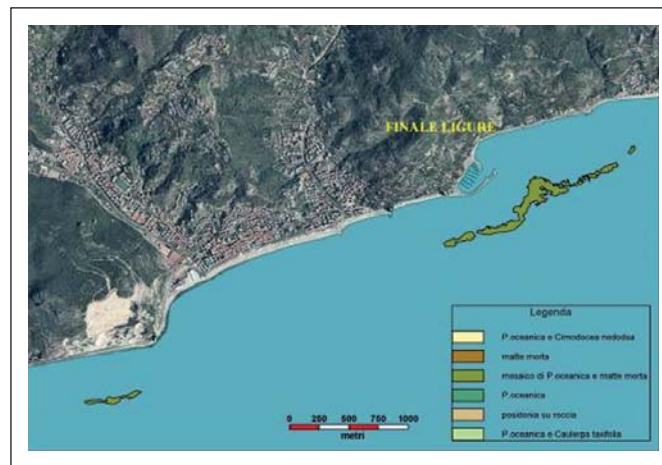 FINALE LIGURE
Legenda
P.oceanica e Cimodocea nedodsa
matte morta
mosaico di P.oceanica e matte morta
P.oceanica
posidonia su roccia
P.oceanica e Caulerpa taxifolia
0 250 500 750 1000
metri